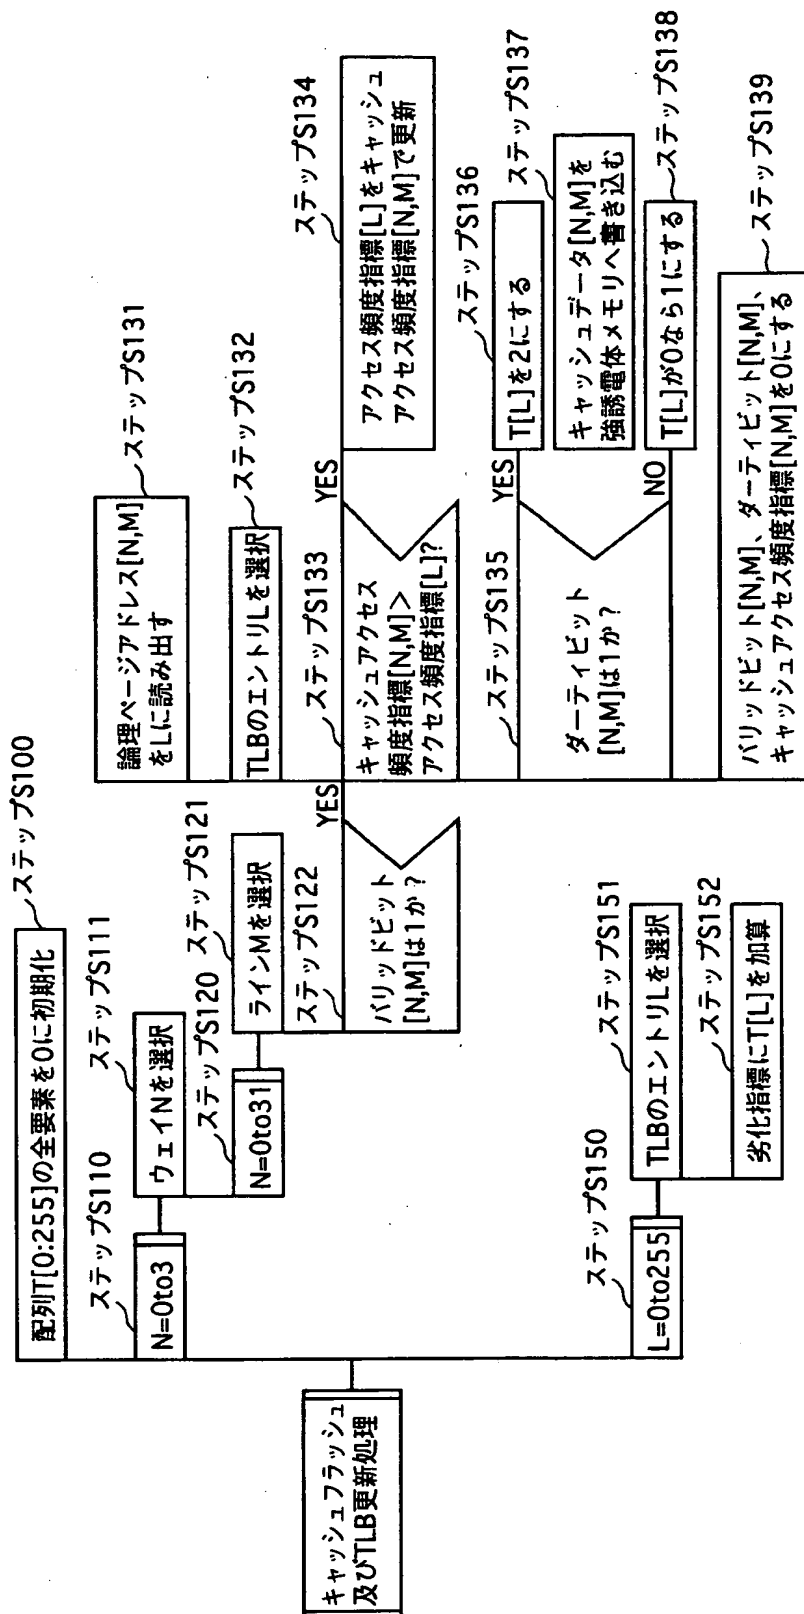 キャッシュフラッシュ
及びTLB更新処理
ステップS100
配列T[0:255]の全要素を0に初期化
ステップS110
N=0to3
ステップS111
ウェイNを選択
ステップS120
N=0to31
ステップS121
ラインMを選択
ステップS122
バリッドビット
[N,M]は1か?
YES
ステップS131
論理ページアドレス[N,M]
をLに読み出す
ステップS132
TLBのエントリLを選択
ステップS133
キャッシュアクセス
頻度指標[N,M]>
アクセス頻度指標[L]?
YES
ステップS134
アクセス頻度指標[L]をキャッシュ
アクセス頻度指標[N,M]で更新
ステップS135
ダーティビット
[N,M]は1か?
YES
ステップS136
T[L]を2にする
ステップS137
キャッシュデータ[N,M]を
強誘電体メモリへ書き込む
NO
ステップS138
T[L]が0なら1にする
ステップS139
バリッドビット[N,M]、ダーティビット[N,M]、
キャッシュアクセス頻度指標[N,M]を0にする
ステップS150
L=0to255
ステップS151
TLBのエントリLを選択
ステップS152
劣化指標にT[L]を加算